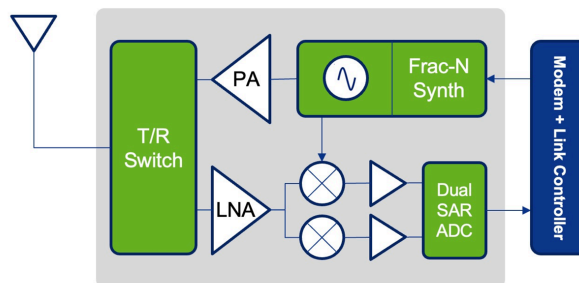 PA
Frac-N
Synth
T/R
Switch
LNA
Dual
SAR
ADC
Modem + Link Controller